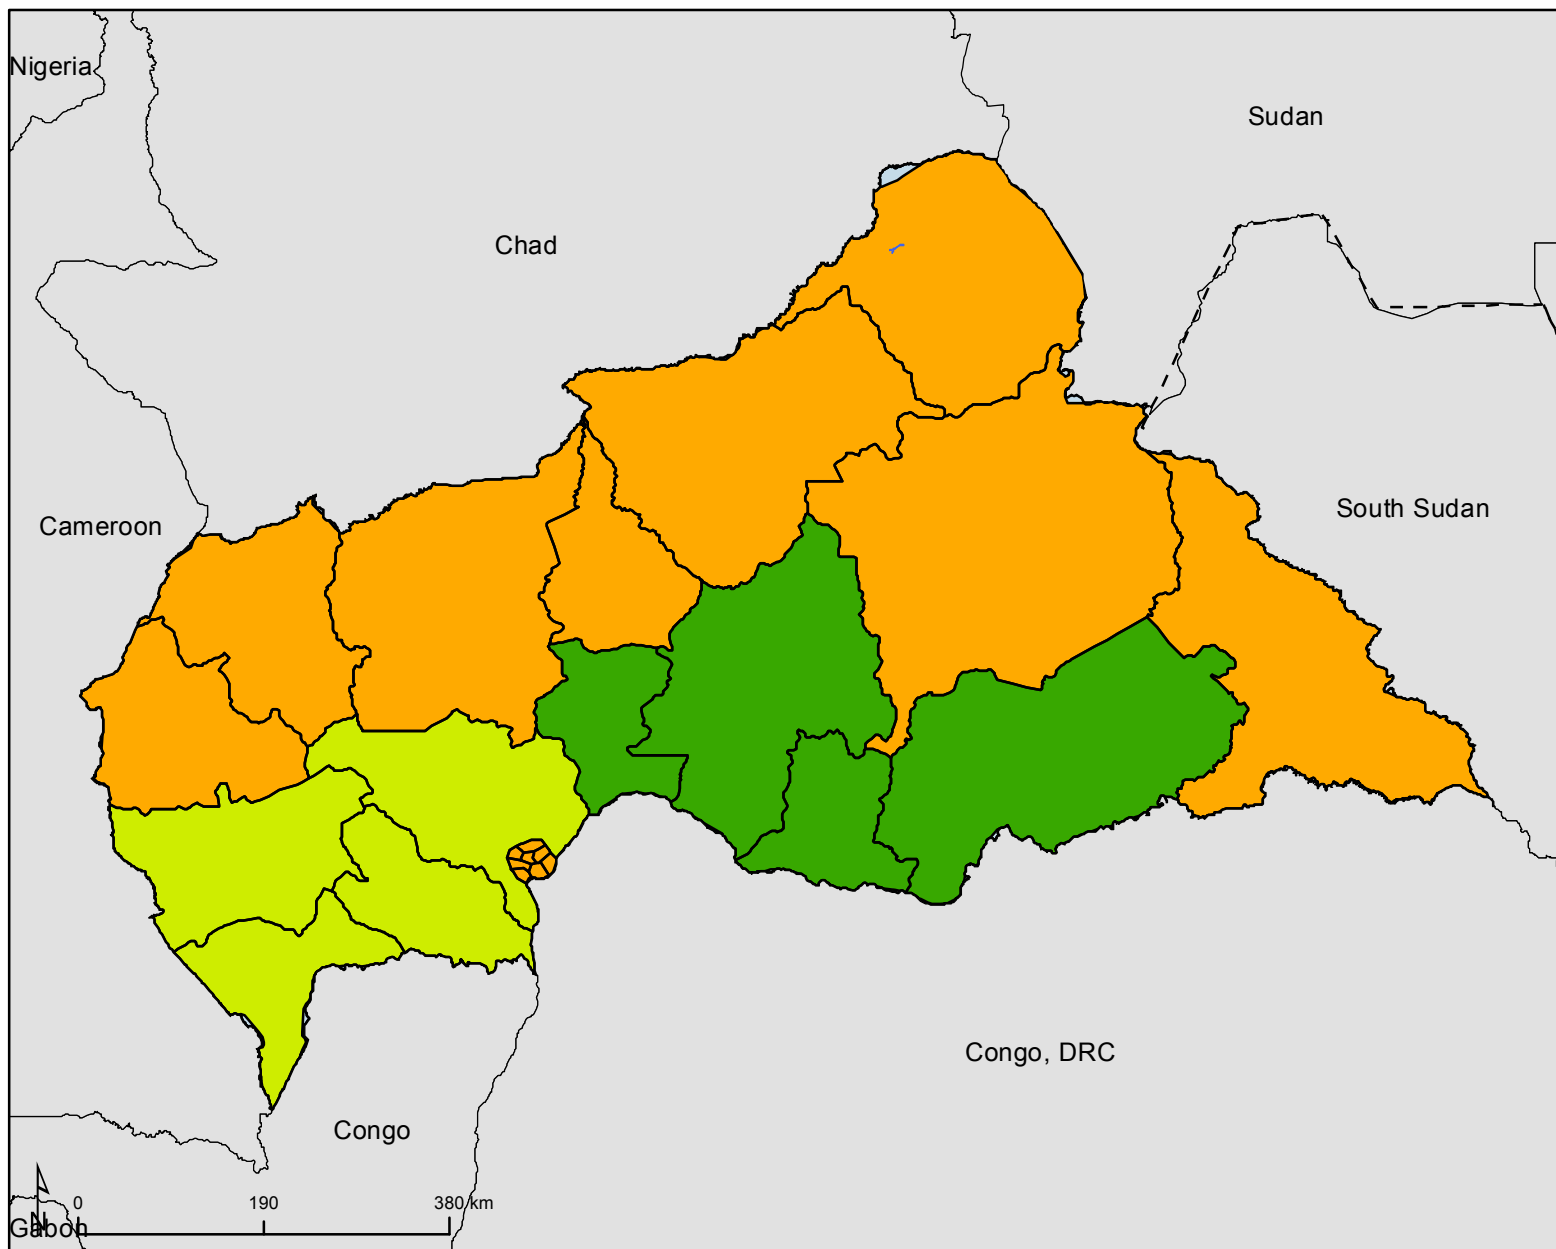 Nigeria
Sudan
Chad
South Sudan
Cameroon
Congo, DRC
Congo
0 190 380 km
N
Gabon